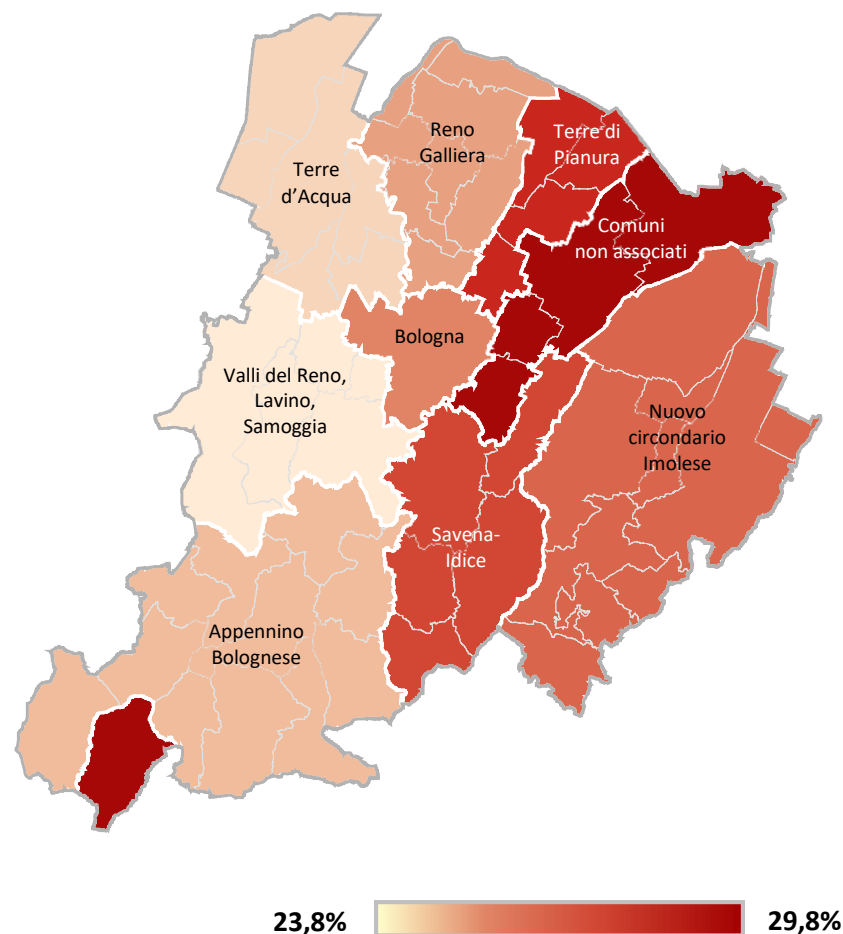 Reno
Galliera
Terre di
Pianura
Terre
d’Acqua
Comuni
non associati
Bologna
Valli del Reno,
Lavino,
Samoggia
Nuovo
circondario
Imolese
Savena-
Idice
Appennino
Bolognese
23,8%
29,8%